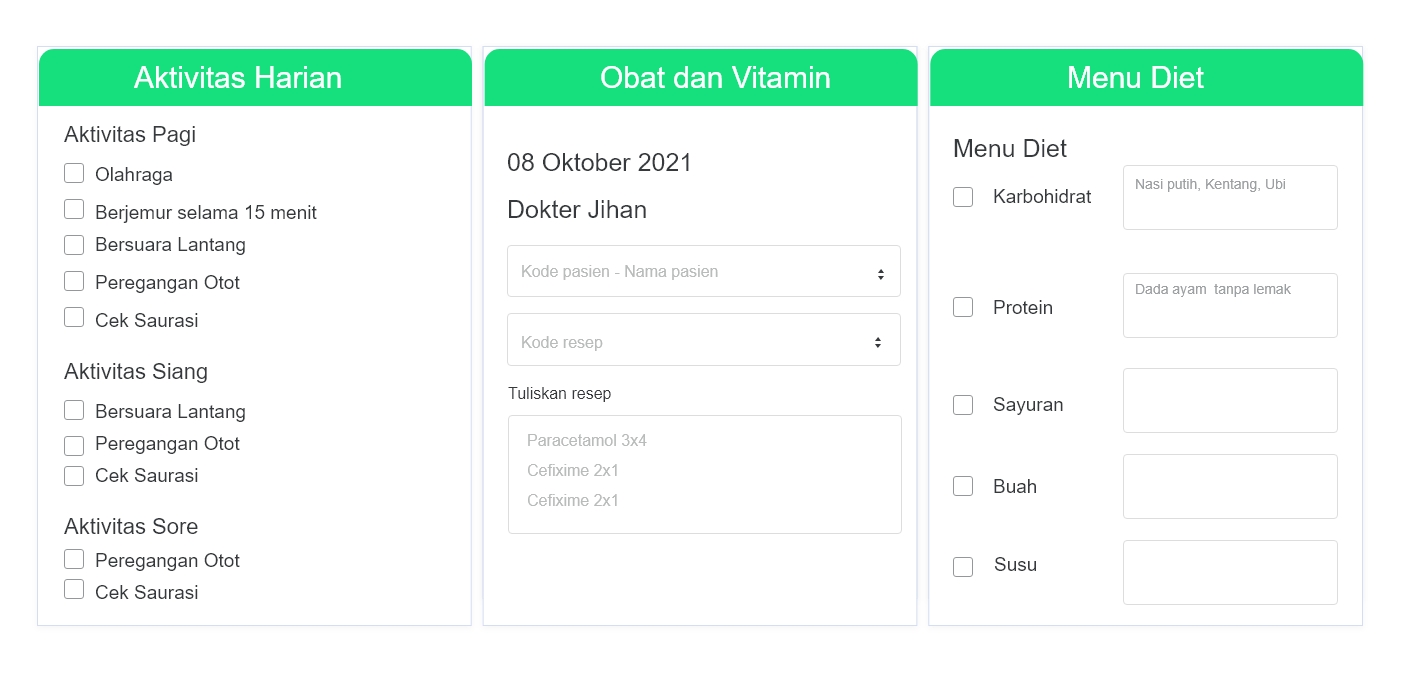 Aktivitas Harian
Aktivitas Pagi
Olahraga
Berjemur selama 15 menit
Bersuara Lantang
Peregangan Otot
Cek Saurasi
Aktivitas Siang
Bersuara Lantang
Peregangan Otot
Cek Saurasi
Aktivitas Sore
Peregangan Otot
Cek Saurasi
Obat dan Vitamin
08 Oktober 2021
Dokter Jihan
Kode pasien - Nama pasien
Kode resep
Tuliskan resep
Paracetamol 3x4
Cefixime 2x1
Cefixime 2x1
Menu Diet
Menu Diet
Karbohidrat
Nasi putih, Kentang, Ubi
Protein
Dada ayam  tanpa lemak
Sayuran
Buah
Susu